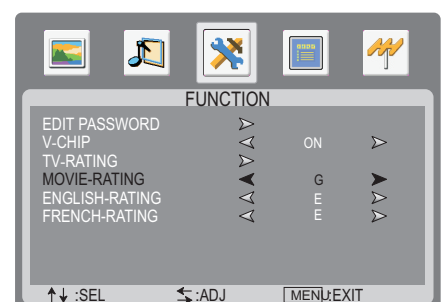 FUNCTION
EDIT PASSWORD
V-CHIP ON
TV-RATING
MOVIE-RATING G
ENGLISH-RATING E
FRENCH-RATING E
:SEL :ADJ MENU:EXIT